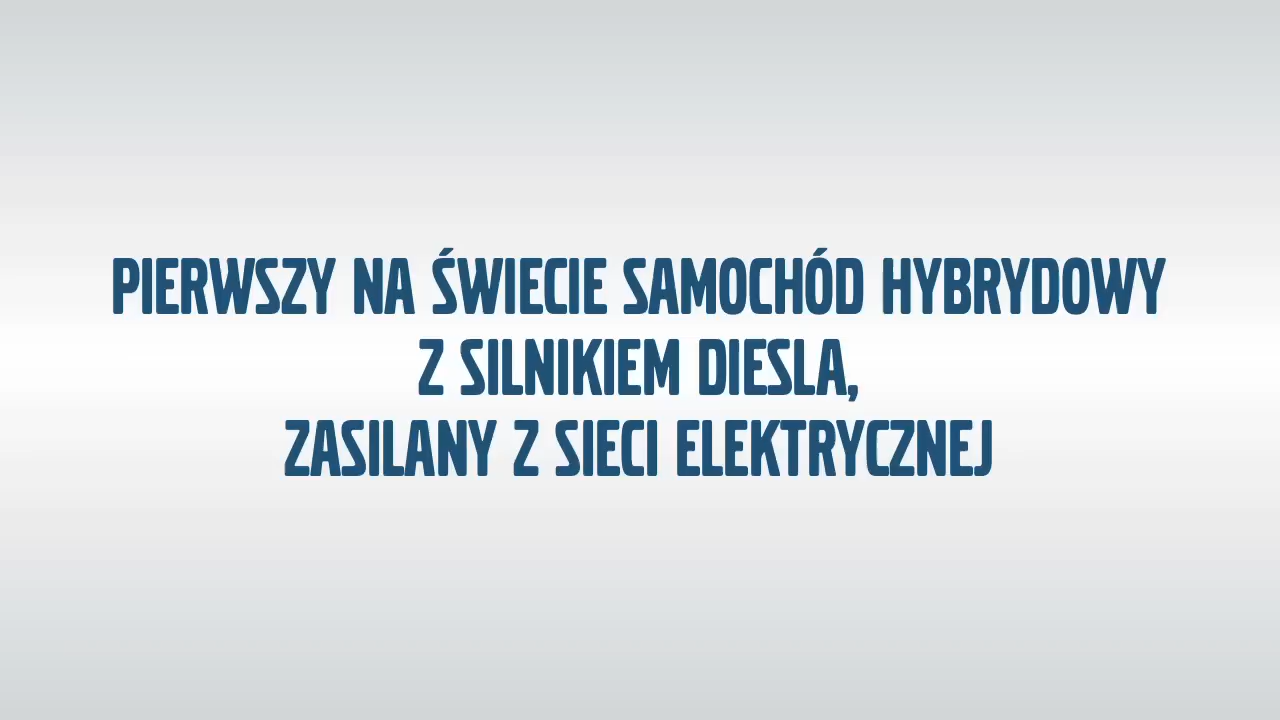 PIERWSZY NA ŚWIECIE SAMOCHÓD HYBRYDOWY
Z SILNIKIEM DIESLA,
ZASILANY Z SIECI ELEKTRYCZNEJ